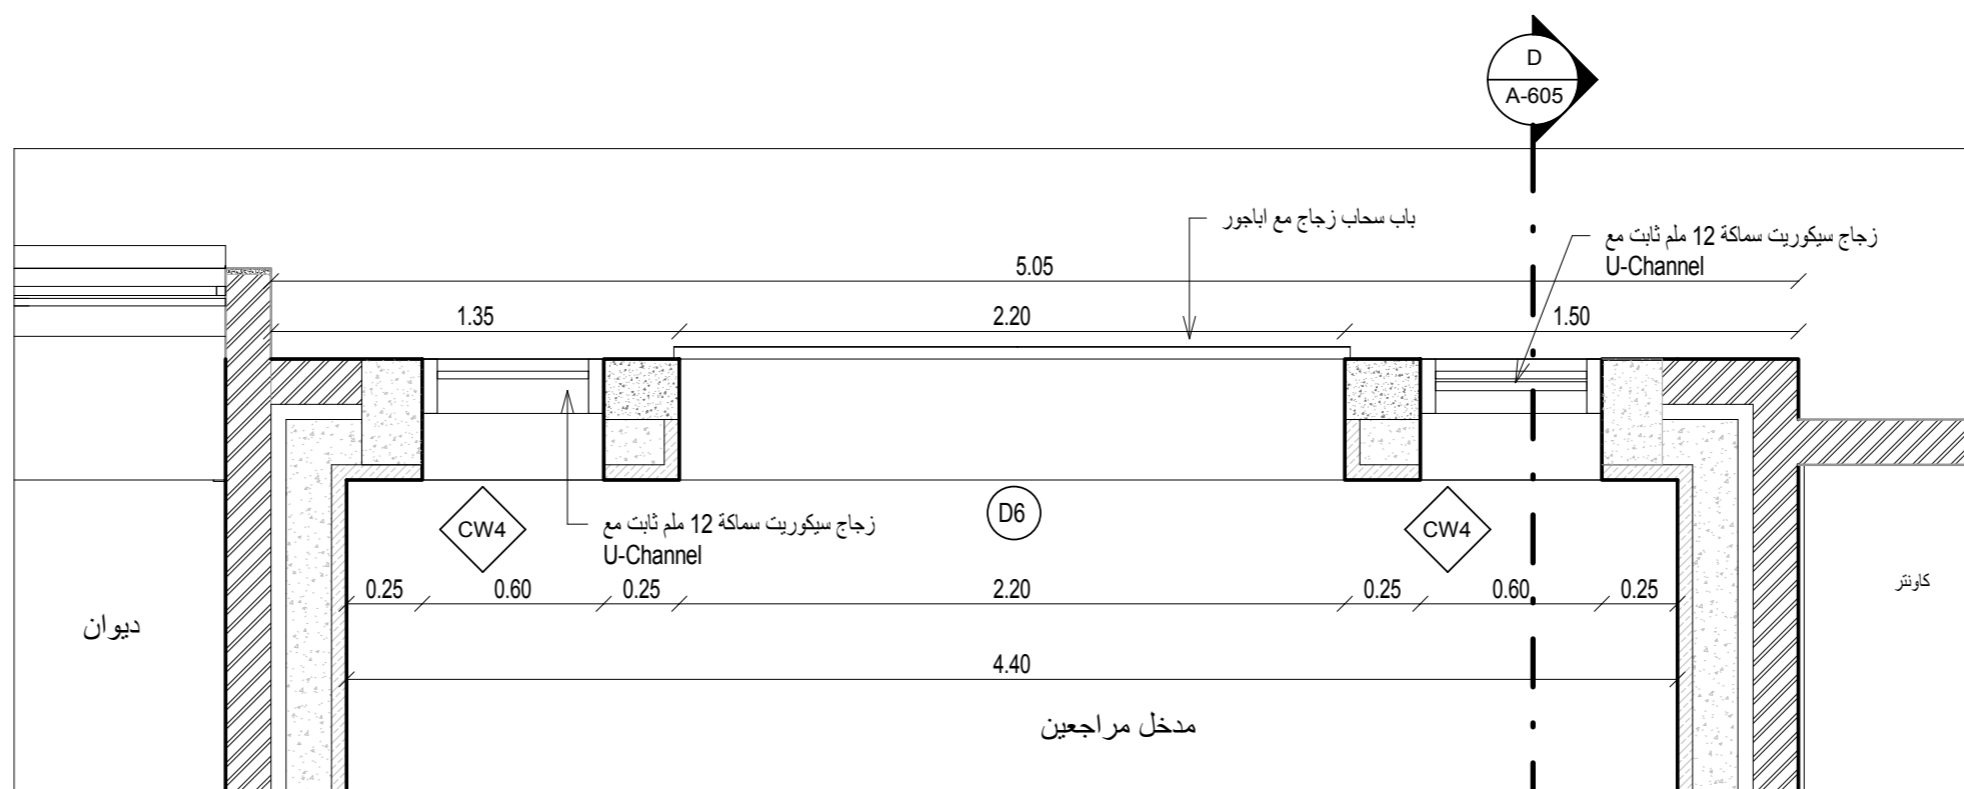 D
A-605
باب سحاب زجاج مع اباجور
زجاج سيكوريت سماكة 12 ملم ثابت مع
U-Channel
5.05
1.35
2.20
1.50
CW4
زجاج سيكوريت سماكة 12 ملم ثابت مع
U-Channel
D6
CW4
0.25
0.60
0.25
2.20
0.25
0.60
0.25
كاونتر
ديوان
4.40
مدخل مراجعين